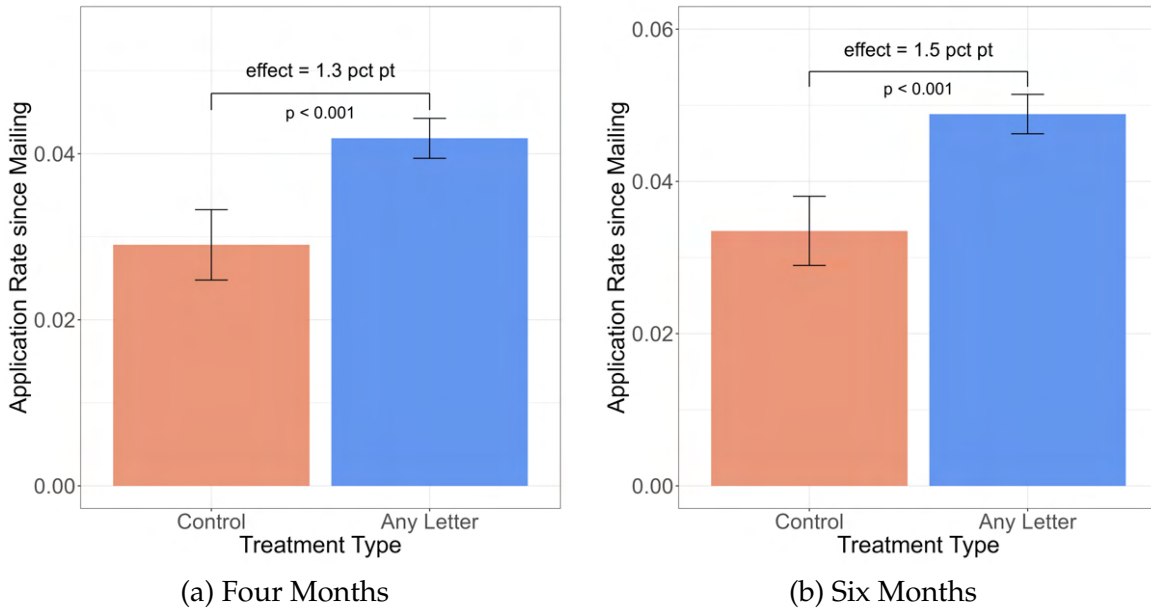 effect = 1.3 pct pt
p < 0.001
Application Rate since Mailing
0.04
0.02
0.00
Control
Any Letter
Treatment Type
(a) Four Months
effect = 1.5 pct pt
p < 0.001
Application Rate since Mailing
0.06
0.04
0.02
0.00
Control
Any Letter
Treatment Type
(b) Six Months